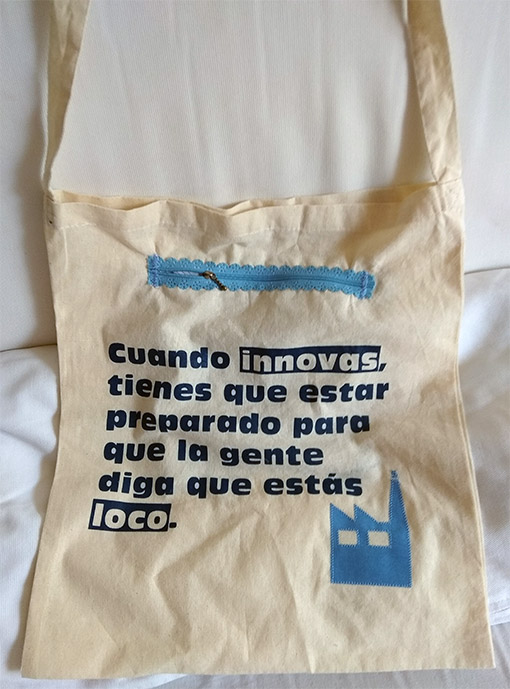 Cuando innovas,
tienes que estar
preparado para
que la gente
diga que estás
loco.